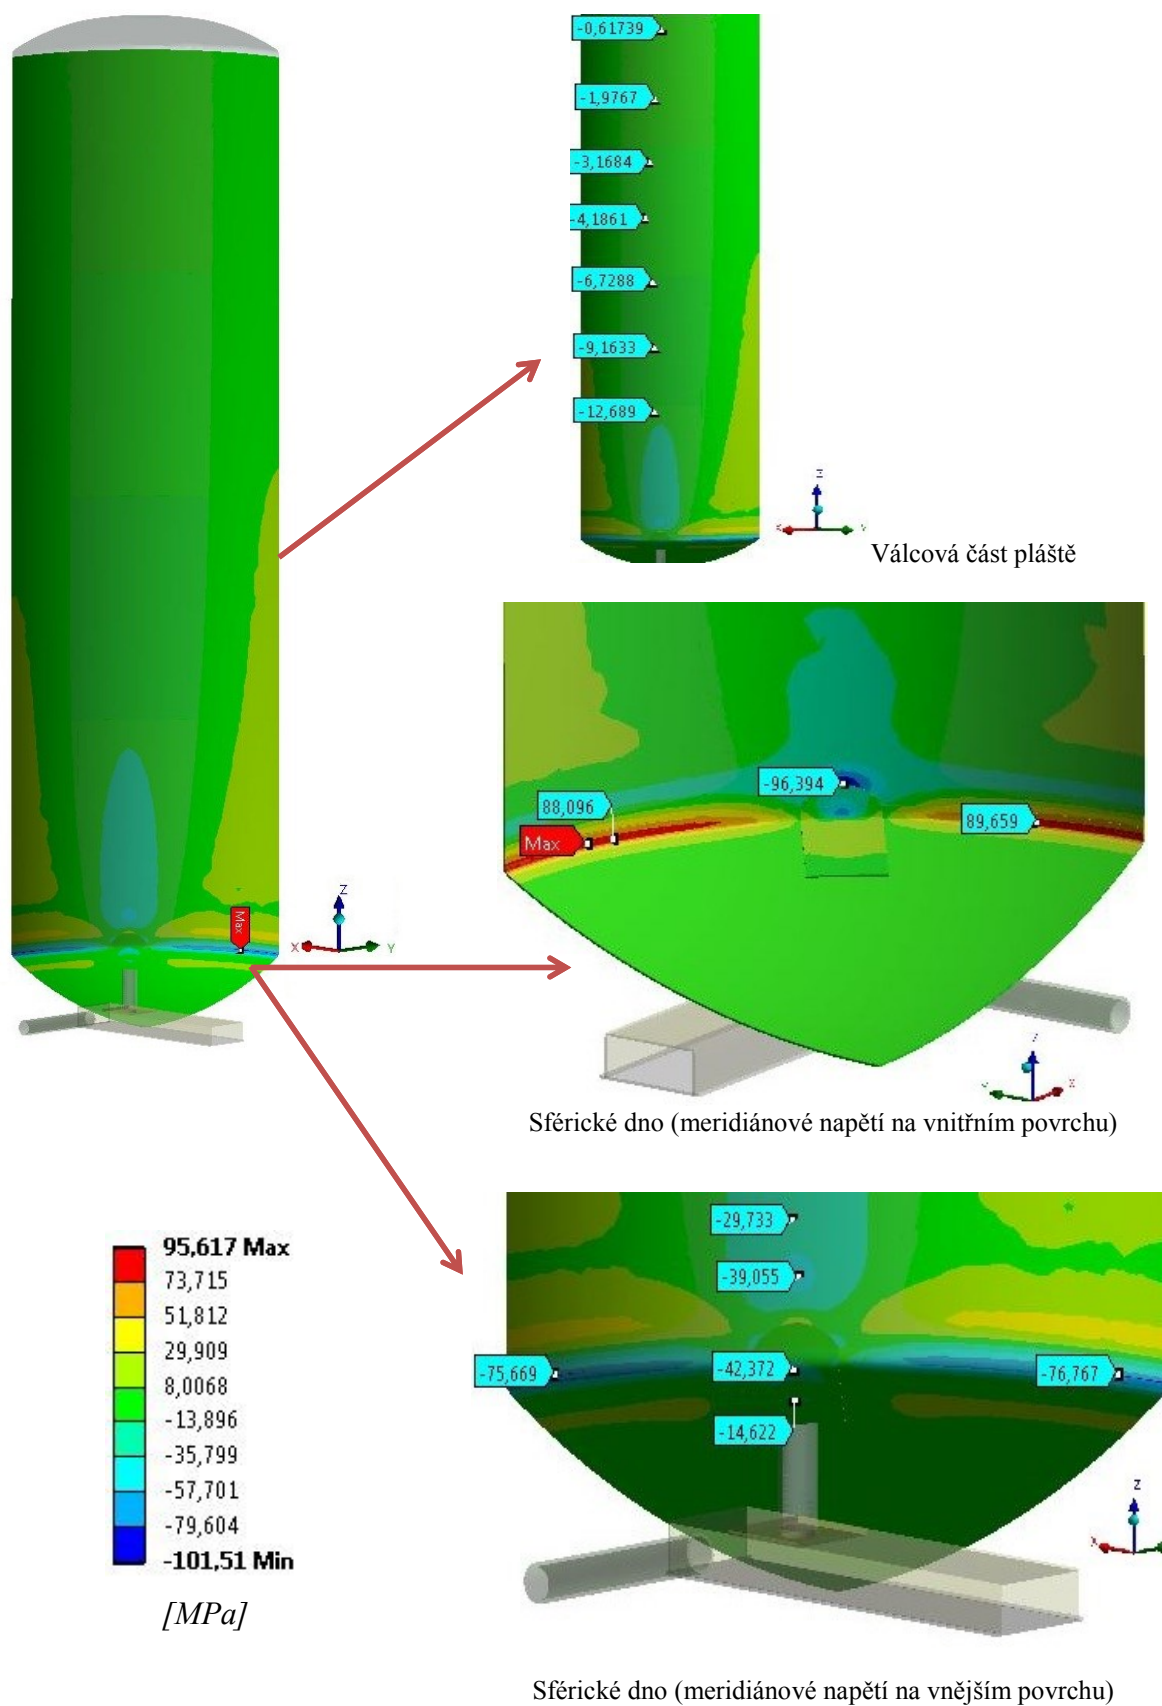 -0,61739
-1,9767
-3,1684
-4,1861
-6,7288
-9,1633
-12,689
Z
X
Y
Válcová část pláště
-96,394
88,096
89,659
Max
Max
Z
X
Y
Z
Y
X
Sférické dno (meridiánové napětí na vnitřním povrchu)
-29,733
-39,055
-75,669
-42,372
-76,767
-14,622
Z
X
95,617 Max
73,715
51,812
29,909
8,0068
-13,896
-35,799
-57,701
-79,604
-101,51 Min
[MPa]
Sférické dno (meridiánové napětí na vnějším povrchu)